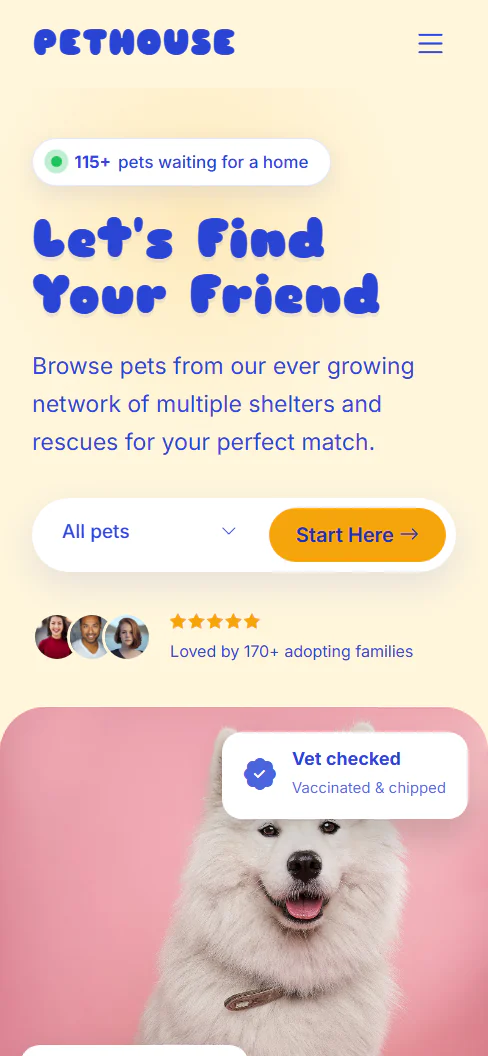 PETHOUSE
115+ pets waiting for a home
Let's Find
Your Friend
Browse pets from our ever growing
network of multiple shelters and
rescues for your perfect match.
All pets
Start Here →
Loved by 170+ adopting families
Vet checked
Vaccinated & chipped